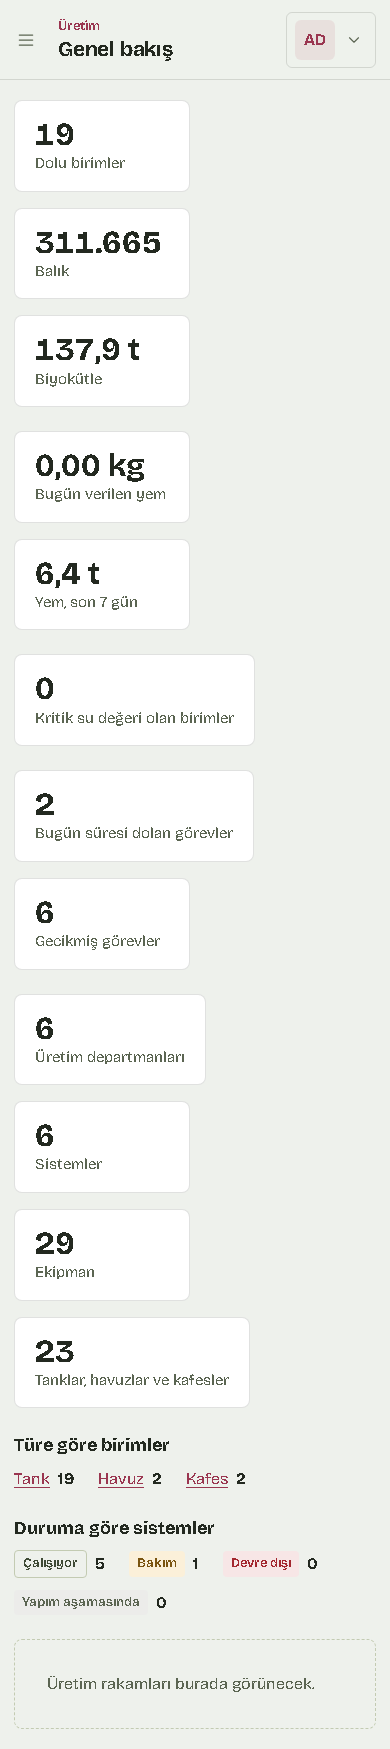 Üretim
Genel bakış
AD
19
Dolu birimler
311.665
Balık
137,9 t
Biyokütle
0,00 kg
Bugün verilen yem
6,4 t
Yem, son 7 gün
0
Kritik su değeri olan birimler
2
Bugün süresi dolan görevler
6
Gecikmiş görevler
6
Üretim departmanları
6
Sistemler
29
Ekipman
23
Tanklar, havuzlar ve kafesler
Türe göre birimler
Tank 19 Havuz 2 Kafes 2
Duruma göre sistemler
Çalışıyor 5 Bakım 1 Devre dışı 0
Yapım aşamasında 0
Üretim rakamları burada görünecek.